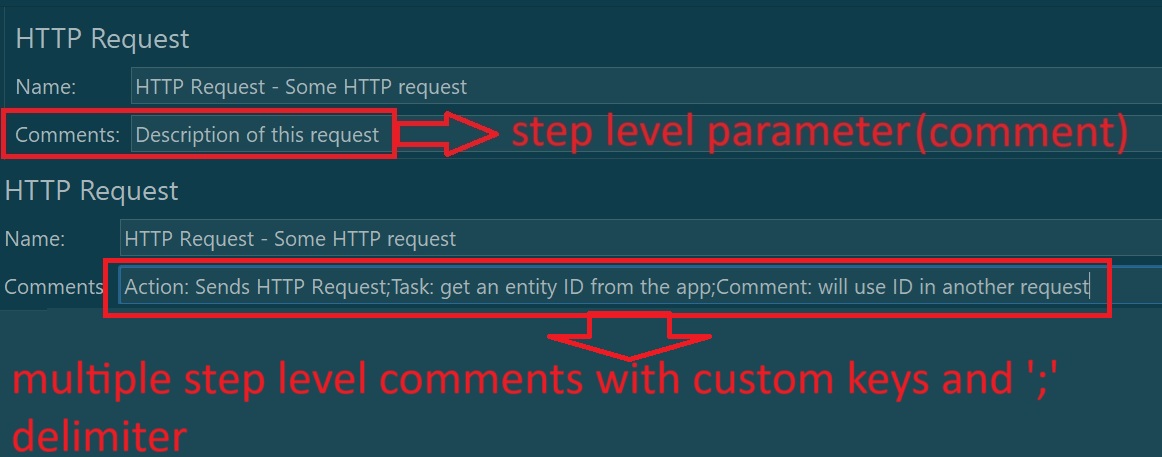 HTTP Request
Name: HTTP Request - Some HTTP request
Comments: Description of this request
step level parameter(comment)
HTTP Request
Name: HTTP Request - Some HTTP request
Comments Action: Sends HTTP Request;Task: get an entity ID from the app;Comment: will use ID in another request
multiple step level comments with custom keys and ';'
delimiter